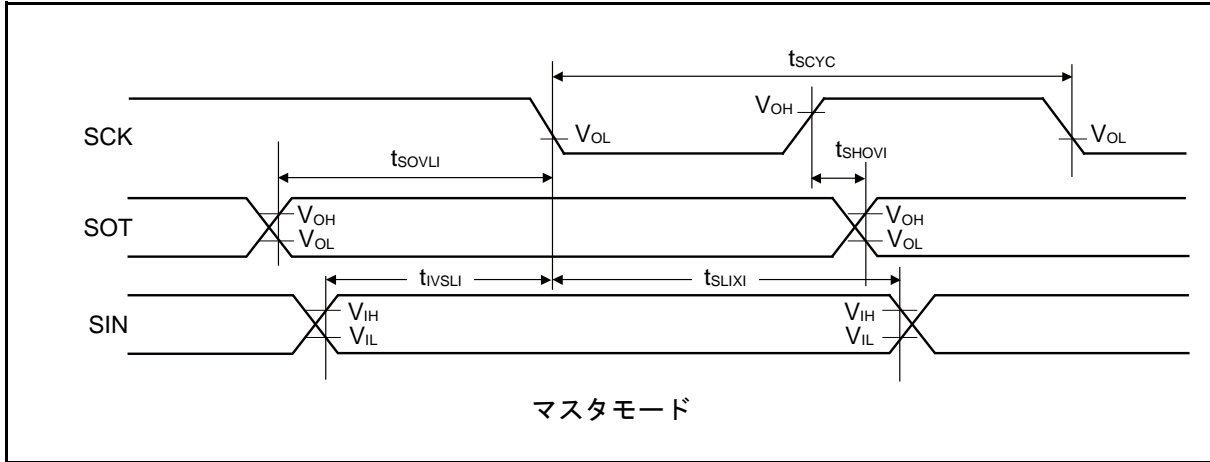 tSCYC
SCK
VOH
VOL
VOL
tSHOVI
tSOVLI
SOT
VOH
VOL
VOH
VOL
tIVSLI
tSLIXI
SIN
VIH
VIL
VIH
VIL
マスタモード